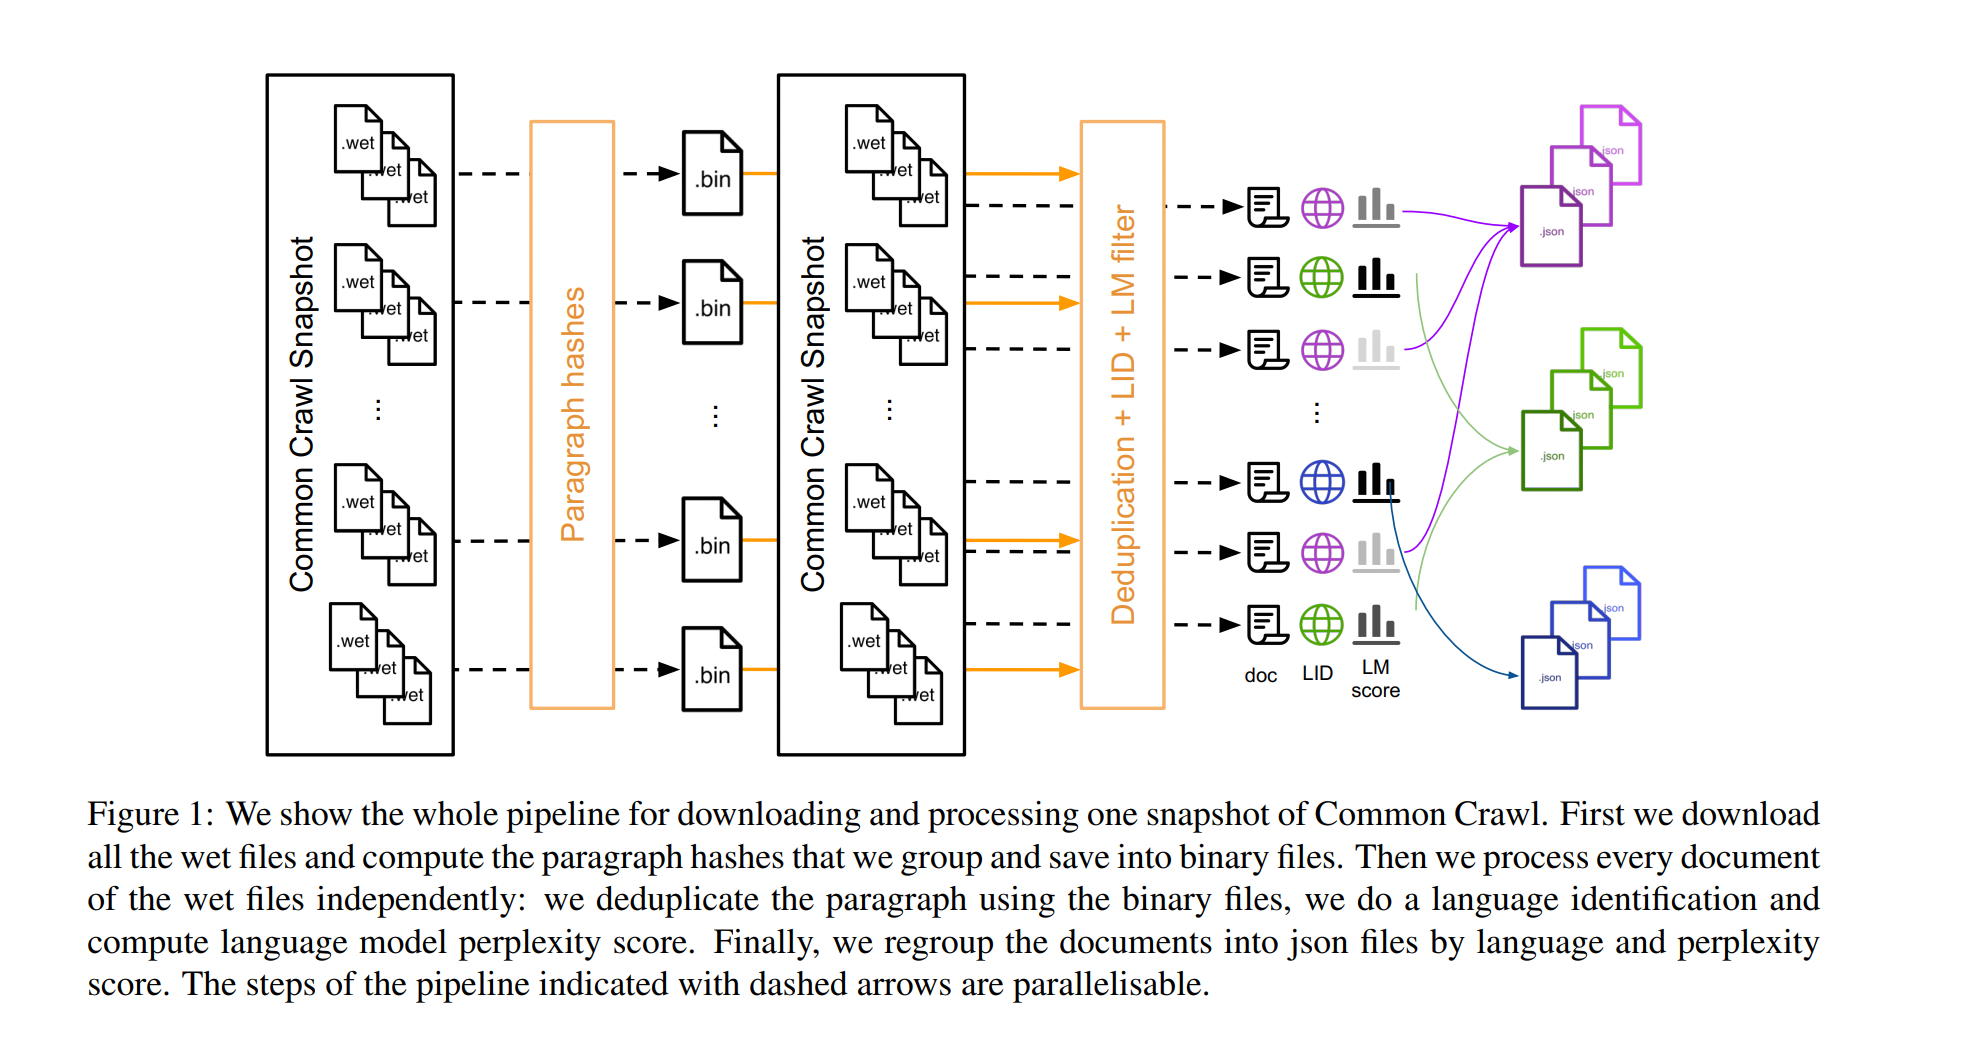 Common Crawl Snapshot
.wet
.wet
.wet
.wet
.wet
.wet
⋮
.wet
.wet
.wet
.wet
.wet
.wet
Paragraph hashes
.bin
.bin
⋮
.bin
.bin
Common Crawl Snapshot
.wet
.wet
.wet
.wet
.wet
.wet
⋮
.wet
.wet
.wet
.wet
.wet
.wet
Deduplication + LID + LM filter
⋮
doc
LID
LM
score
.json
.json
.json
.json
.json
.json
.json
.json
.json
Figure 1: We show the whole pipeline for downloading and processing one snapshot of Common Crawl. First we download
all the wet files and compute the paragraph hashes that we group and save into binary files. Then we process every document
of the wet files independently: we deduplicate the paragraph using the binary files, we do a language identification and
compute language model perplexity score. Finally, we regroup the documents into json files by language and perplexity
score. The steps of the pipeline indicated with dashed arrows are parallelisable.